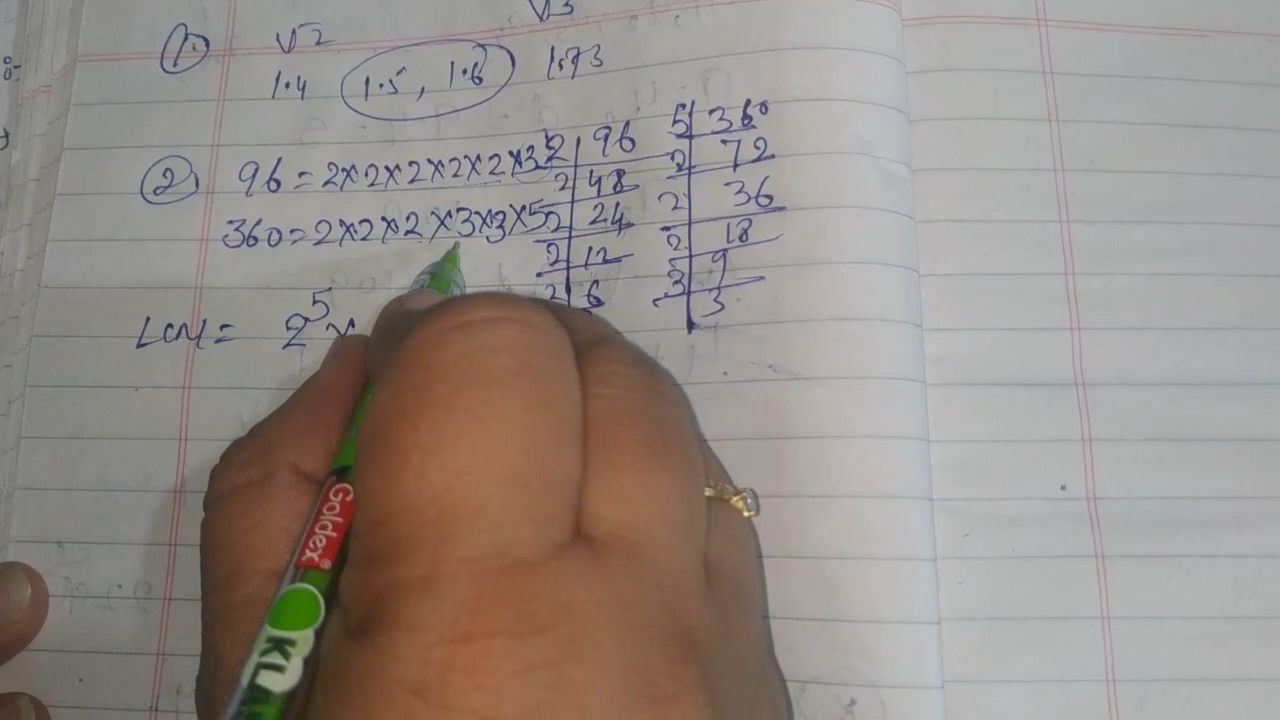 √3
1. √2
1.4 1.5, 1.6 1.73
2 96 = 2×2×2×2×2×3
360 = 2×2×2×3×3×5
2 96
2 48
2 24
2 12
2 6
5 360
2 72
2 36
2 18
3 9
3
LCM = 2⁵×
Goldex